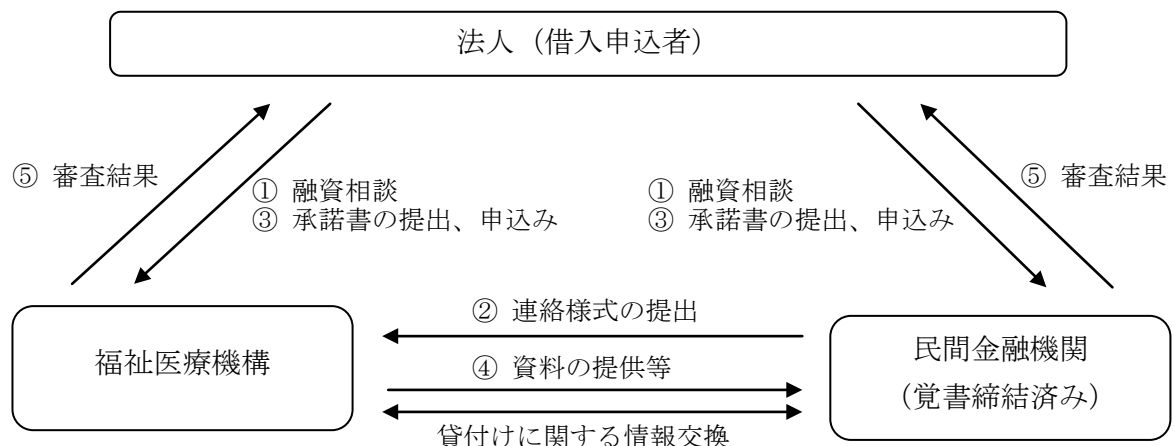 法人（借入申込者）
⑤ 審査結果
① 融資相談
③ 承諾書の提出、申込み
① 融資相談
③ 承諾書の提出、申込み
⑤ 審査結果
福祉医療機構
② 連絡様式の提出
④ 資料の提供等
貸付けに関する情報交換
民間金融機関
（覚書締結済み）